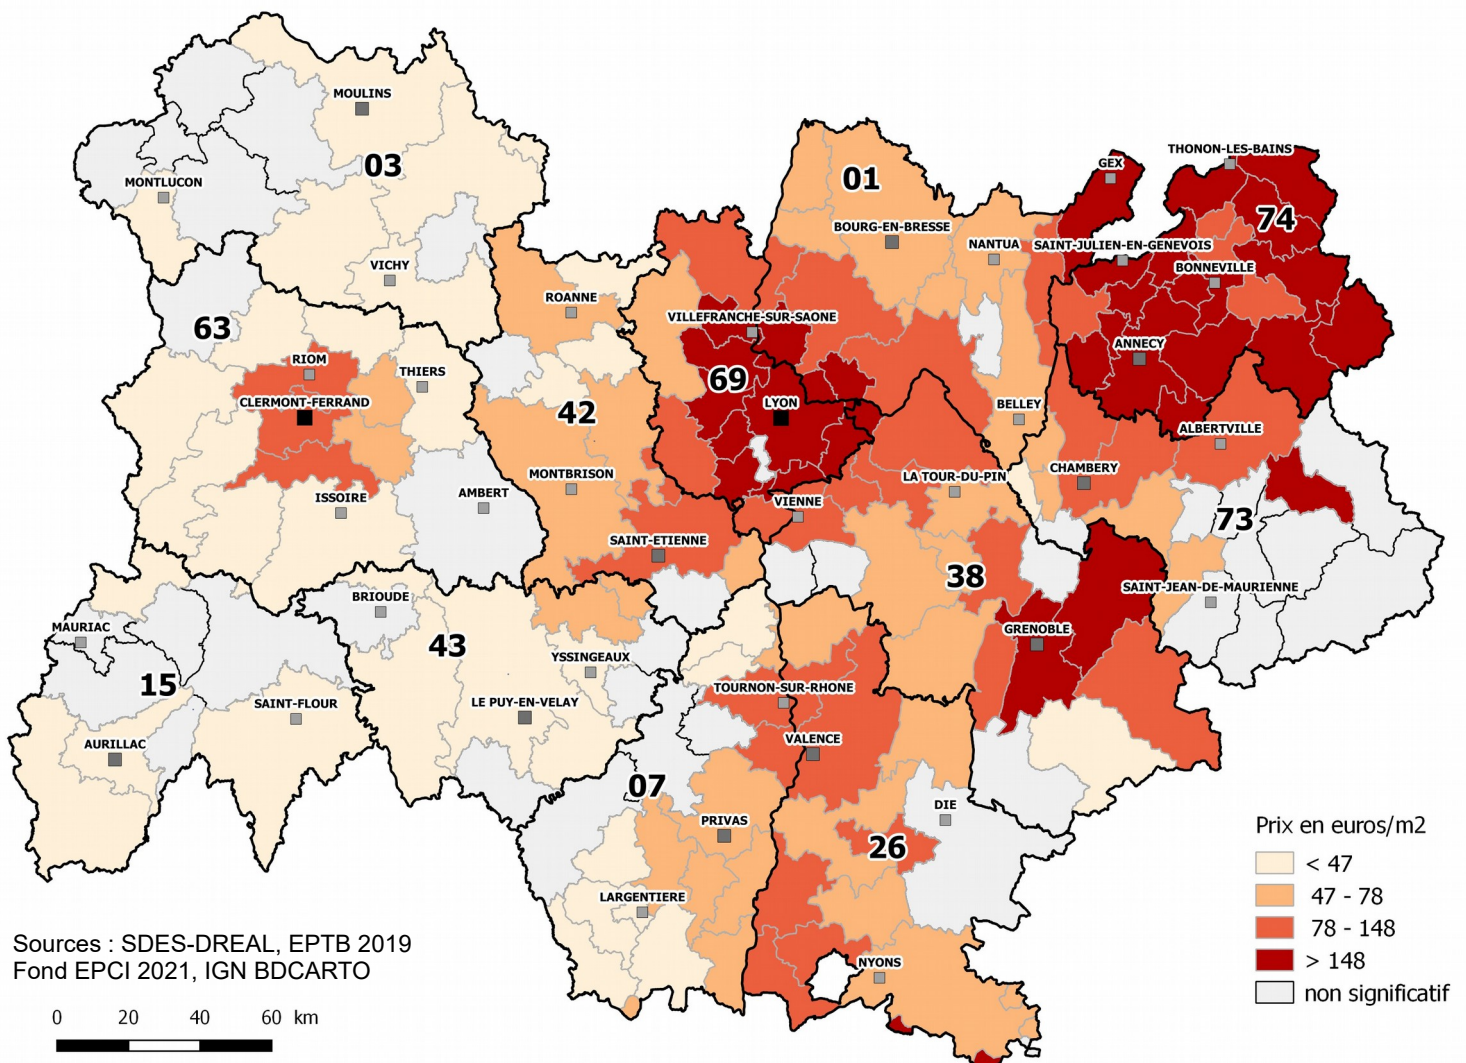 MOULINS
03
THONON-LES-BAINS
GEX
01
MONTLUCON
74
BOURG-EN-BRESSE
NANTUA
SAINT-JULIEN-EN-GENEVOIS
VICHY
BONNEVILLE
ROANNE
63
VILLEFRANCHE-SUR-SAONE
ANNECY
RIOM
THIERS
69
CLERMONT-FERRAND
LYON
BELLEY
42
ALBERTVILLE
MONTBRISON
CHAMBERY
LA TOUR-DU-PIN
AMBERT
ISSOIRE
VIENNE
73
SAINT-ETIENNE
38
SAINT-JEAN-DE-MAURIENNE
BRIOUDE
MAURIAC
GRENOBLE
43
YSSINGEAUX
15
TOURNON-SUR-RHONE
SAINT-FLOUR
LE PUY-EN-VELAY
AURILLAC
VALENCE
07
DIE
PRIVAS
26
LARGENTIERE
NYONS
Prix en euros/m2
< 47
47 - 78
78 - 148
> 148
non significatif
Sources : SDES-DREAL, EPTB 2019
Fond EPCI 2021, IGN BDCARTO
0 20 40 60 km